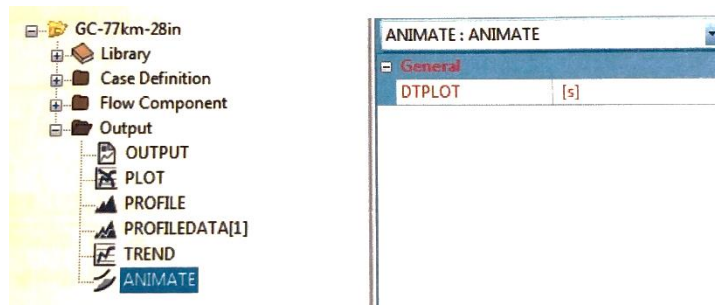 GC-77km-28in
Library
Case Definition
Flow Component
Output
OUTPUT
PLOT
PROFILE
PROFILEDATA[1]
TREND
ANIMATE
ANIMATE : ANIMATE
General
DTPLOT [s]